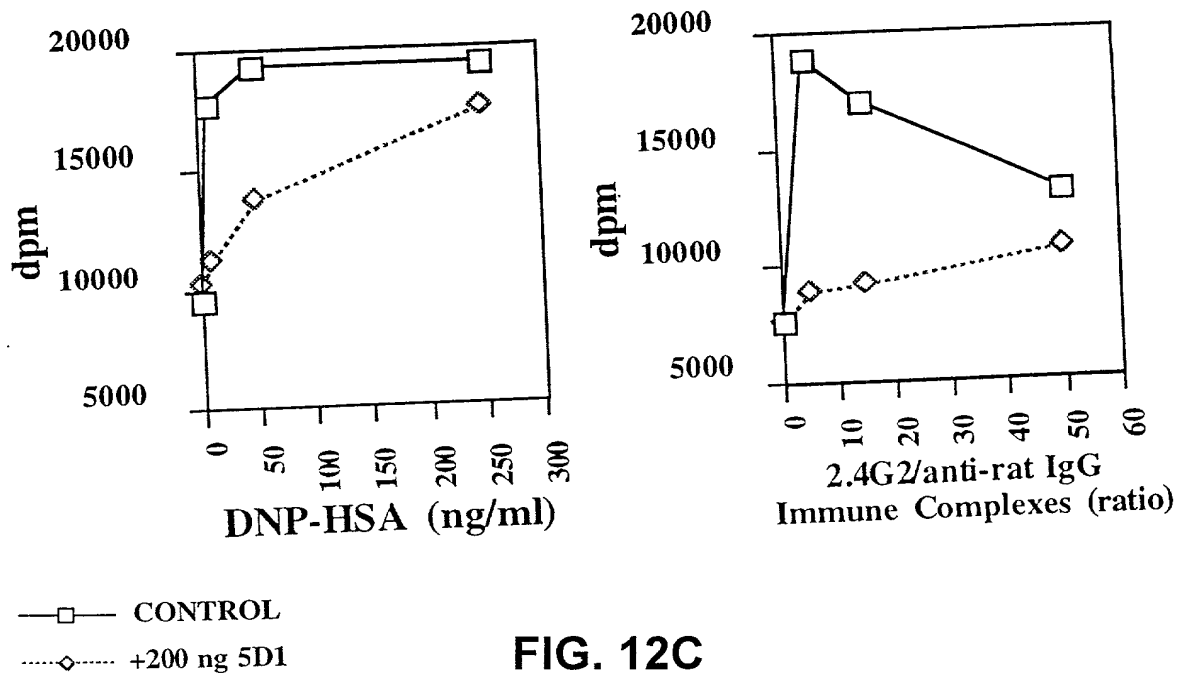 20000
15000
10000
5000
dpm
0
50
100
150
200
250
300
DNP-HSA (ng/ml)
20000
15000
10000
5000
dpm
0
10
20
30
40
50
60
2.4G2/anti-rat IgG
Immune Complexes (ratio)
CONTROL
+200 ng 5D1
FIG. 12C